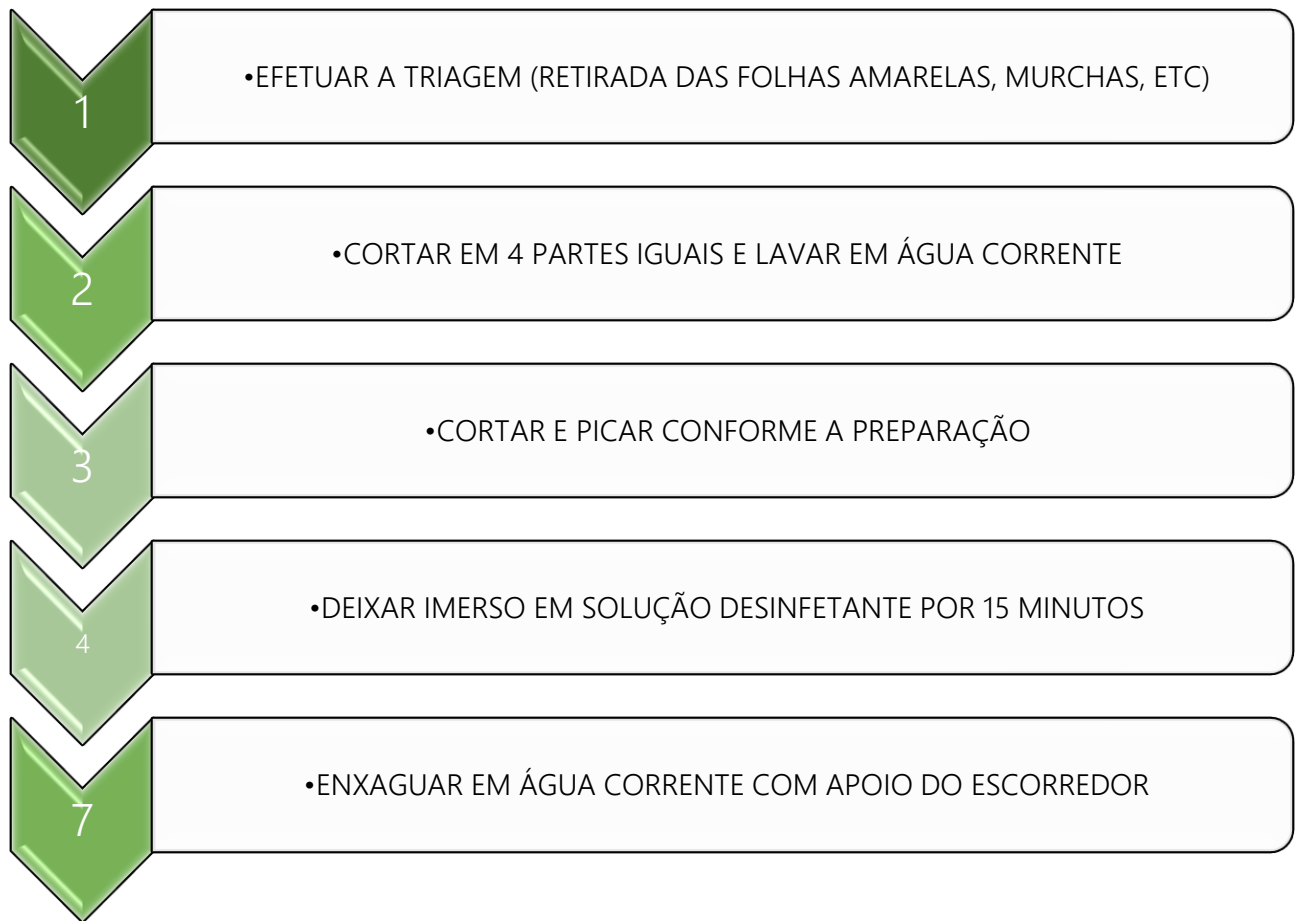 1
•EFETUAR A TRIAGEM (RETIRADA DAS FOLHAS AMARELAS, MURCHAS, ETC)
2
•CORTAR EM 4 PARTES IGUAIS E LAVAR EM ÁGUA CORRENTE
3
•CORTAR E PICAR CONFORME A PREPARAÇÃO
4
•DEIXAR IMERSO EM SOLUÇÃO DESINFETANTE POR 15 MINUTOS
7
•ENXAGUAR EM ÁGUA CORRENTE COM APOIO DO ESCORREDOR